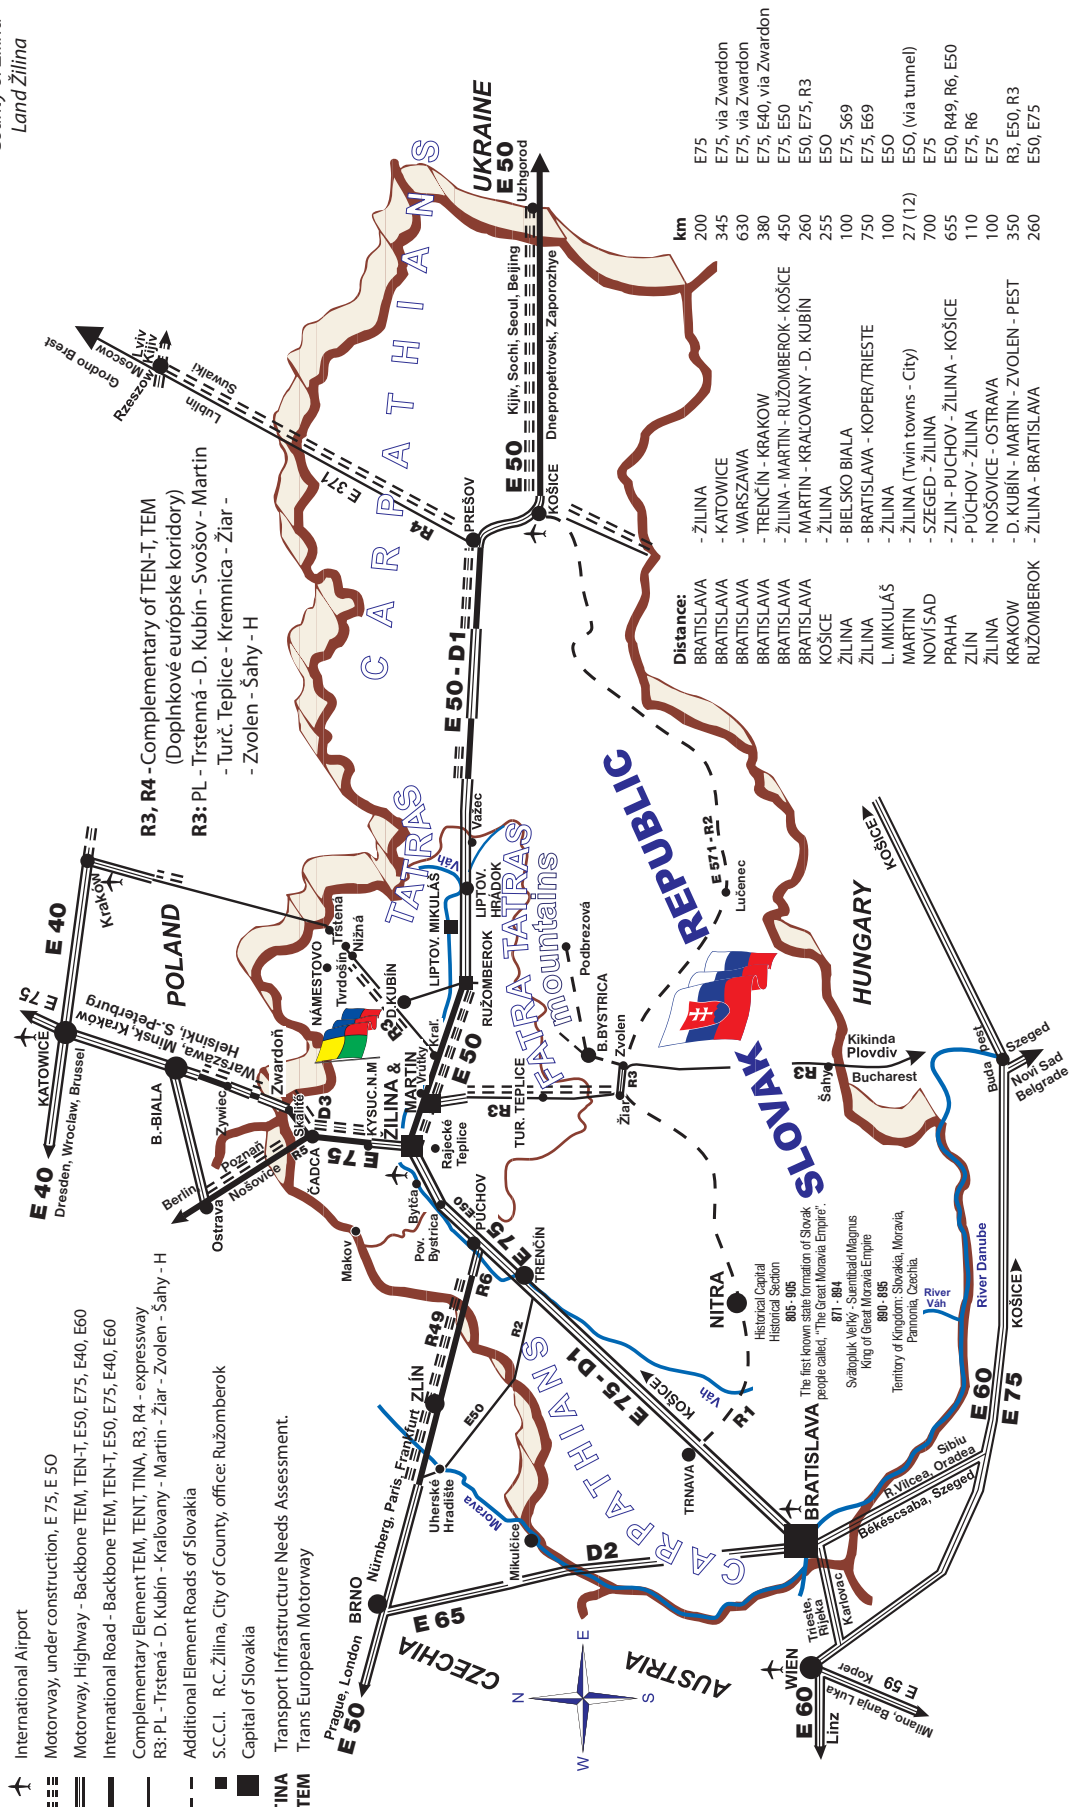 Land Žilina
International Airport
Motorway, under construction, E 75, E 5O
Motorway, Highway - Backbone TEM, TEN-T, E50, E75, E40, E60
International Road - Backbone TEM, TEN-T, E50, E75, E40, E60
Complementary Element TEM, TENT, TINA, R3, R4 - expressway
R3: PL - Trstená - D. Kubín - Kraľovany - Martin - Žiar - Zvolen - Šahy - H
Additional Element Roads of Slovakia
S.C.C.I. R.C. Žilina, City of County, office: Ružomberok
Capital of Slovakia
TINA Transport Infrastructure Needs Assessment.
TEM Trans European Motorway
R3, R4 - Complementary of TEN-T, TEM
(Doplnkové európske koridory)
R3: PL - Trstenná - D. Kubín - Svošov - Martin
- Turč. Teplice - Kremnica - Žiar -
- Zvolen - Šahy - H
E 40
Dresden, Wroclaw, Brussel
KATOWICE
E 75
E 40
Krakow
POLAND
Warszawa, Minsk, Kraków
Helsinki, S.-Peterburg
B.-BIALA
Zywiec
Zwardoń
Skalité
D3
Berlin
Poznaň
Nošovice
R5
Ostrava
ČADCA
E 75
KYSUC.N.M
ŽILINA &
MARTIN
Vrútky
Kraľ.
Rajecké
Teplice
Makov
Bytča
Pov.
Bystrica
E50
PÚCHOV
E 75
TRENČÍN
NÁMESTOVO
Tvrdošín
Trstená
Nižná
D.KUBÍN
R3
LIPTOV. MIKULÁŠ
RUŽOMBEROK
E 50
LIPTOV.
HRÁDOK
Važec
Váh
TATRAS
FATRA TATRAS
mountains
CARPATHIANS
E 50 - D1
PREŠOV
R4
E 371
Lublin
Suwalki
Rzeszow
Lviv
Kijiv
Moscow
Grodno Brest
KOŠICE
E 50
Kijiv, Sochi, Seoul, Beijing
Dnepropetrovsk, Zaporozhye
UKRAINE
E 50
Uzhgorod
TUR. TEPLICE
R3
Žiar
R3
Zvolen
B.BYSTRICA
Podbrezová
Lučenec
E 571 - R2
SLOVAK REPUBLIC
Šahy
R3
Kikinda
Plovdiv
Bucharest
HUNGARY
KOŠICE
Buda
pest
Szeged
Novi Sad
Belgrade
Prague, London
E 50
BRNO
Nürnberg, Paris, Frankfurt
ZLÍN
R49
R6
R2
E50
Uherské
Hradište
Morava
Mikulčice
E 65
D2
CZECHIA
CARPATHIANS
E 75 - D1
KOŠICE
TRNAVA
R1
Váh
NITRA
Historical Capital
Historical Section
805 - 905
The first known state formation of Slovak
people called, "The Great Moravia Empire".
871 - 894
Svätopluk Veľký - Suentibald Magnus
King of Great Moravia Empire
890 - 895
Territory of Kingdom: Slovakia, Moravia,
Pannonia, Czechia.
BRATISLAVA
River
Váh
River Danube
KOŠICE
E 60
E 75
R.Vilcea, Oradea
Sibiu
Békéscsaba, Szeged
Trieste,
Rijeka
Karlovac
WIEN
E 60
Linz
Koper
E 59
Milano, Banja Luka
AUSTRIA
N
E
S
W
Distance: km
BRATISLAVA - ŽILINA 200 E75
BRATISLAVA - KATOWICE 345 E75, via Zwardon
BRATISLAVA - WARSZAWA 630 E75, via Zwardon
BRATISLAVA - TRENČÍN - KRAKOW 380 E75, E40, via Zwardon
BRATISLAVA - ŽILINA - MARTIN - RUŽOMBEROK - KOŠICE 450 E75, E50
BRATISLAVA - MARTIN - KRAĽOVANY - D. KUBÍN 260 E50, E75, R3
KOŠICE - ŽILINA 255 E5O
ŽILINA - BIELSKO BIALA 100 E75, S69
ŽILINA - BRATISLAVA - KOPER/TRIESTE 750 E75, E69
L. MIKULÁŠ - ŽILINA 100 E5O
MARTIN - ŽILINA (Twin towns - City) 27 (12) E5O, (via tunnel)
NOVÍ SAD - SZEGED - ŽILINA 700 E75
PRAHA - ZLIN - PUCHOV - ŽILINA - KOŠICE 655 E50, R49, R6, E50
ZLÍN - PÚCHOV - ŽILINA 110 E75, R6
ŽILINA - NOŠOVICE - OSTRAVA 100 E75
KRAKOW - D. KUBÍN - MARTIN - ZVOLEN - PEST 350 R3, E50, R3
RUŽOMBEROK - ŽILINA - BRATISLAVA 260 E50, E75